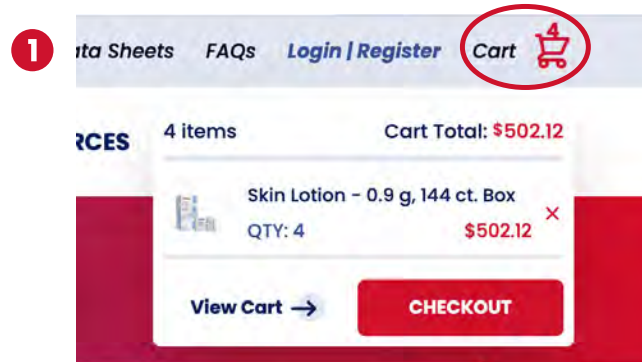 1
ata Sheets FAQs Login | Register Cart 4
RCES
4 items Cart Total: $502.12
Skin Lotion - 0.9 g, 144 ct. Box
QTY: 4 $502.12 ×
View Cart → CHECKOUT